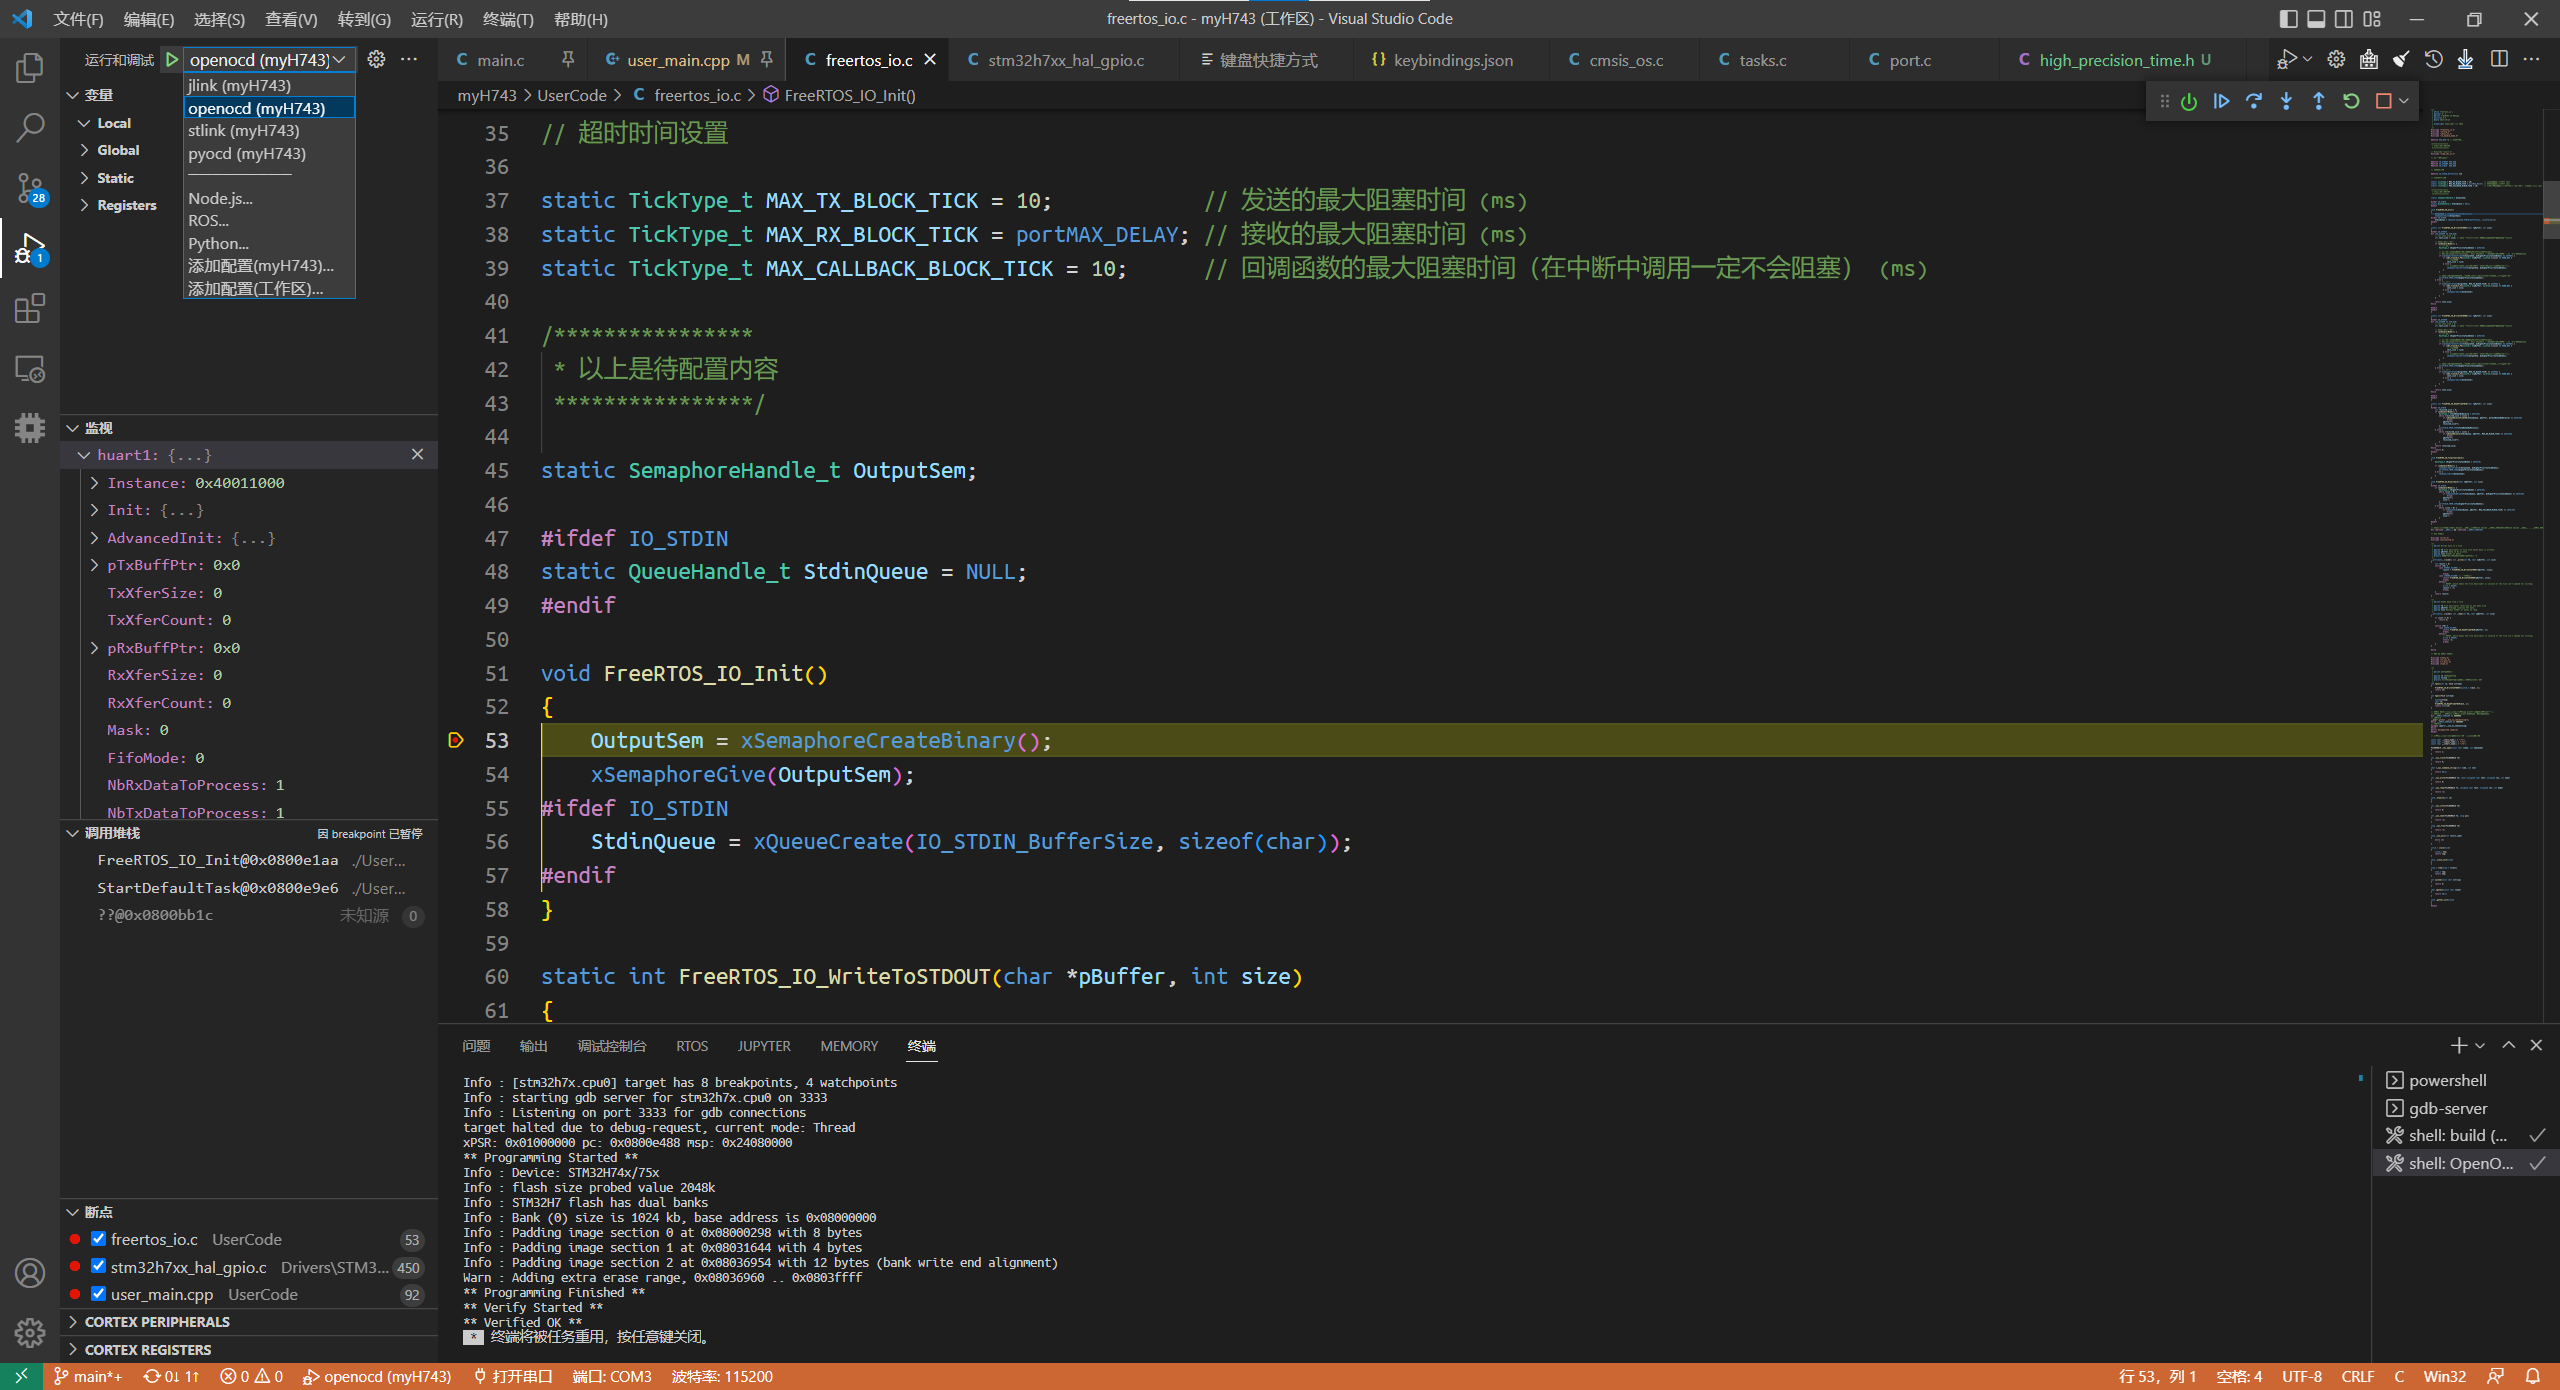 文件(F) 编辑(E) 选择(S) 查看(V) 转到(G) 运行(R) 终端(T) 帮助(H)
freertos_io.c - myH743 (工作区) - Visual Studio Code
运行和调试 openocd (myH743)
jlink (myH743)
openocd (myH743)
stlink (myH743)
pyocd (myH743)
Node.js...
ROS...
Python...
添加配置(myH743)...
添加配置(工作区)...
变量
Local
Global
Static
Registers
28
1
监视
huart1: {...}
Instance: 0x40011000
Init: {...}
AdvancedInit: {...}
pTxBuffPtr: 0x0
TxXferSize: 0
TxXferCount: 0
pRxBuffPtr: 0x0
RxXferSize: 0
RxXferCount: 0
Mask: 0
FifoMode: 0
NbRxDataToProcess: 1
NbTxDataToProcess: 1
调用堆栈 因 breakpoint 已暂停
FreeRTOS_IO_Init@0x0800e1aa ./User...
StartDefaultTask@0x0800e9e6 ./User...
??@0x0800bb1c 未知源 0
断点
freertos_io.c UserCode 53
stm32h7xx_hal_gpio.c Drivers\STM3... 450
user_main.cpp UserCode 92
CORTEX PERIPHERALS
CORTEX REGISTERS
main.c user_main.cpp M freertos_io.c stm32h7xx_hal_gpio.c 键盘快捷方式 keybindings.json cmsis_os.c tasks.c port.c high_precision_time.h U
myH743 > UserCode > C freertos_io.c > FreeRTOS_IO_Init()
35 // 超时时间设置
36
37 static TickType_t MAX_TX_BLOCK_TICK = 10; // 发送的最大阻塞时间（ms）
38 static TickType_t MAX_RX_BLOCK_TICK = portMAX_DELAY; // 接收的最大阻塞时间（ms）
39 static TickType_t MAX_CALLBACK_BLOCK_TICK = 10; // 回调函数的最大阻塞时间（在中断中调用一定不会阻塞）（ms）
40
41 /****************
42 * 以上是待配置内容
43 ****************/
44
45 static SemaphoreHandle_t OutputSem;
46
47 #ifdef IO_STDIN
48 static QueueHandle_t StdinQueue = NULL;
49 #endif
50
51 void FreeRTOS_IO_Init()
52 {
53 OutputSem = xSemaphoreCreateBinary();
54 xSemaphoreGive(OutputSem);
55 #ifdef IO_STDIN
56 StdinQueue = xQueueCreate(IO_STDIN_BufferSize, sizeof(char));
57 #endif
58 }
59
60 static int FreeRTOS_IO_WriteToSTDOUT(char *pBuffer, int size)
61 {
问题 输出 调试控制台 RTOS JUPYTER MEMORY 终端
Info : [stm32h7x.cpu0] target has 8 breakpoints, 4 watchpoints
Info : starting gdb server for stm32h7x.cpu0 on 3333
Info : Listening on port 3333 for gdb connections
target halted due to debug-request, current mode: Thread
xPSR: 0x01000000 pc: 0x0800e488 msp: 0x24080000
** Programming Started **
Info : Device: STM32H74x/75x
Info : flash size probed value 2048k
Info : STM32H7 flash has dual banks
Info : Bank (0) size is 1024 kb, base address is 0x08000000
Info : Padding image section 0 at 0x08000298 with 8 bytes
Info : Padding image section 1 at 0x08031644 with 4 bytes
Info : Padding image section 2 at 0x08036954 with 12 bytes (bank write end alignment)
Warn : Adding extra erase range, 0x08036960 .. 0x0803ffff
** Programming Finished **
** Verify Started **
** Verified OK **
* 终端将被任务重用，按任意键关闭。
powershell
gdb-server
shell: build (...
shell: OpenO...
main*+ 0↓ 1↑ 0 0 openocd (myH743) 打开串口 端口: COM3 波特率: 115200 行 53，列 1 空格: 4 UTF-8 CRLF C Win32